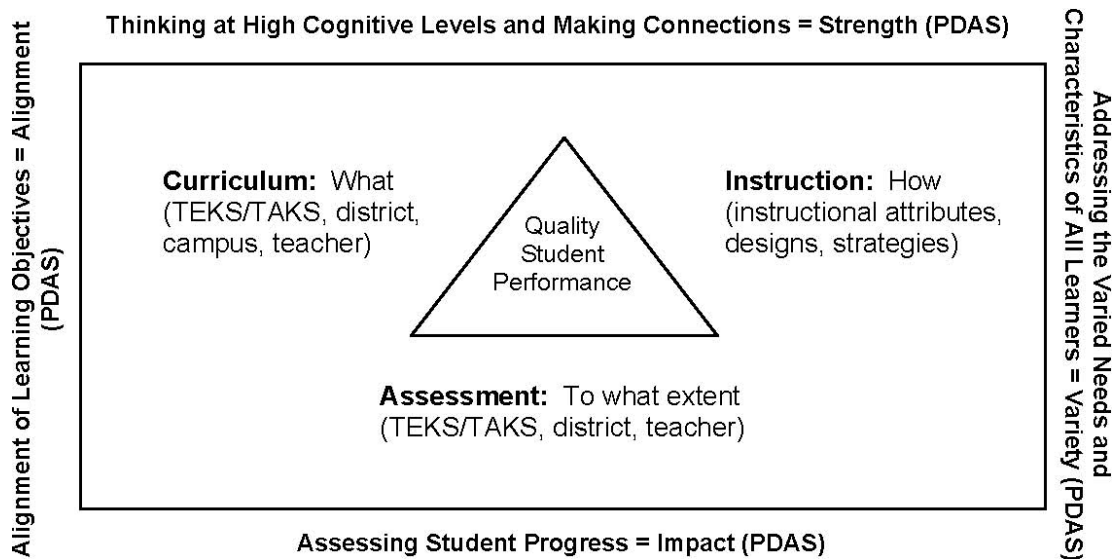 Thinking at High Cognitive Levels and Making Connections = Strength (PDAS)
Alignment of Learning Objectives = Alignment
(PDAS)
Curriculum: What
(TEKS/TAKS, district,
campus, teacher)
Quality
Student
Performance
Instruction: How
(instructional attributes,
designs, strategies)
Assessment: To what extent
(TEKS/TAKS, district, teacher)
Addressing the Varied Needs and
Characteristics of All Learners = Variety (PDAS)
Assessing Student Progress = Impact (PDAS)